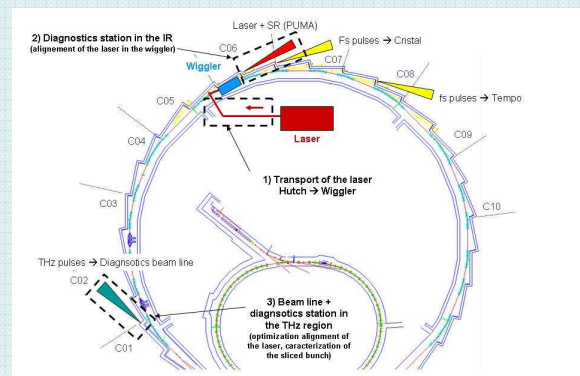 2) Diagnostics station in the IR
(alignement of the laser in the wiggler)
Laser + SR (PUMA)
Fs pulses → Cristal
C06
C07
Wiggler
C08
fs pulses → Tempo
C05
Laser
C04
C09
1) Transport of the laser
Hutch → Wiggler
C03
C10
THz pulses → Diagnsotics beam line
C02
3) Beam line +
diagnsotics station in
the THz region
(optimization alignment of
the laser, caracterization of
the sliced bunch)
C01